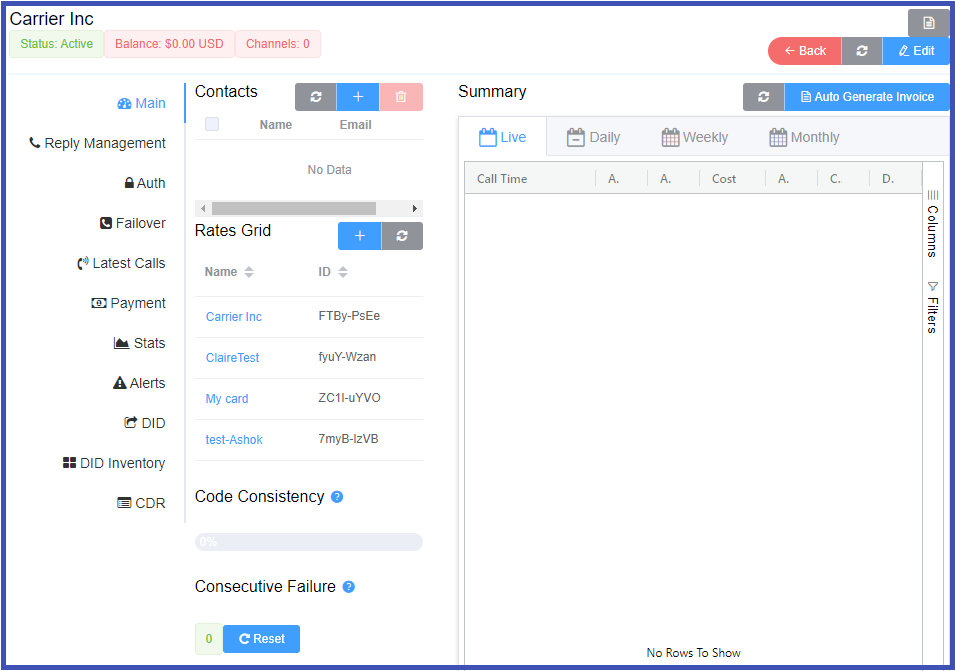 Carrier Inc
Status: Active
Balance: $0.00 USD
Channels: 0
Back
Edit
Main
Reply Management
Auth
Failover
Latest Calls
Payment
Stats
Alerts
DID
DID Inventory
CDR
Contacts
Name Email
No Data
Rates Grid
Name ID
Carrier Inc FTBy-PsEe
ClaireTest fyuY-Wzan
My card ZC1I-uYVO
test-Ashok 7myB-IzVB
Code Consistency
0%
Consecutive Failure
0
Reset
Summary
Auto Generate Invoice
Live Daily Weekly Monthly
Call Time A. A. Cost A. C. D.
Columns
Filters
No Rows To Show